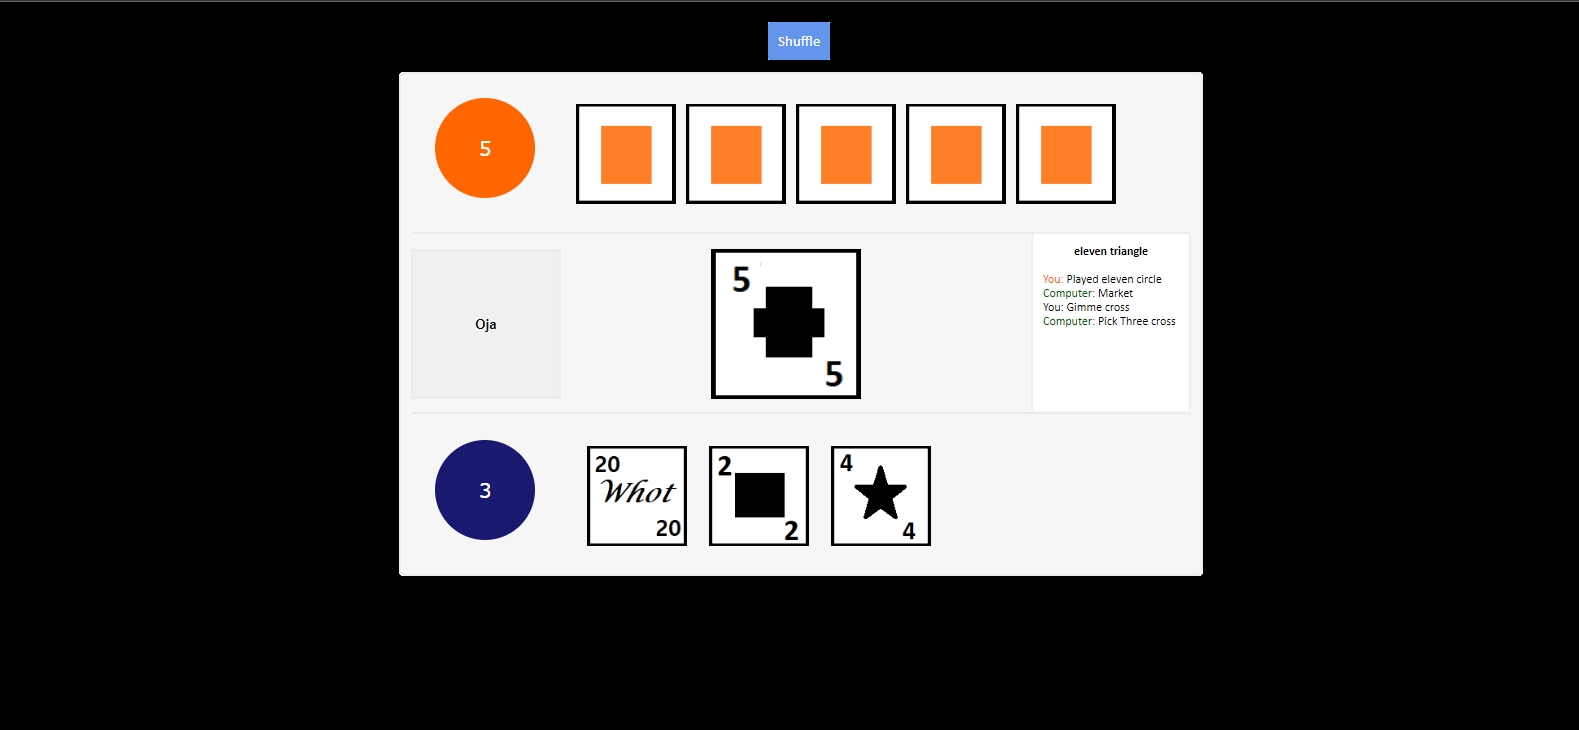 Shuffle
5
5
5
Oja
eleven triangle
You: Played eleven circle
Computer: Market
You: Gimme cross
Computer: Pick Three cross
3
20
Whot
20
2
2
4
4